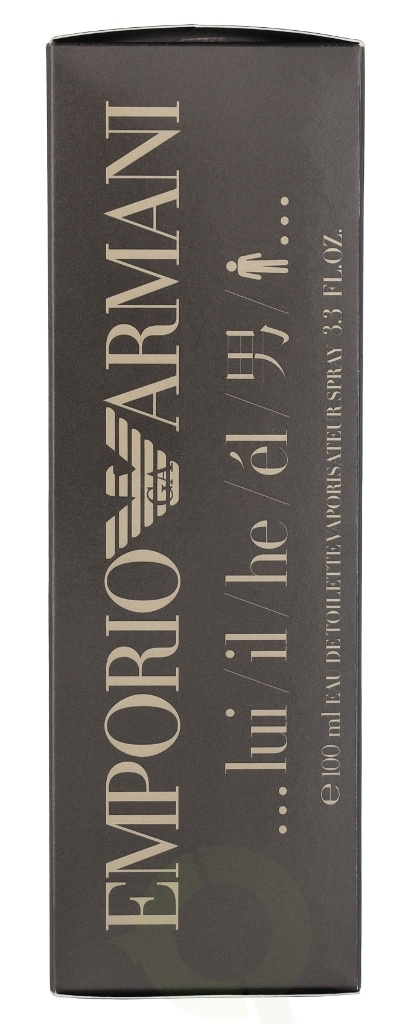 EMPORIO GA ARMANI
...lui/il/he/él/男/...
℮100 ml EAU DE TOILETTE VAPORISATEUR SPRAY 3.3 FL.OZ.